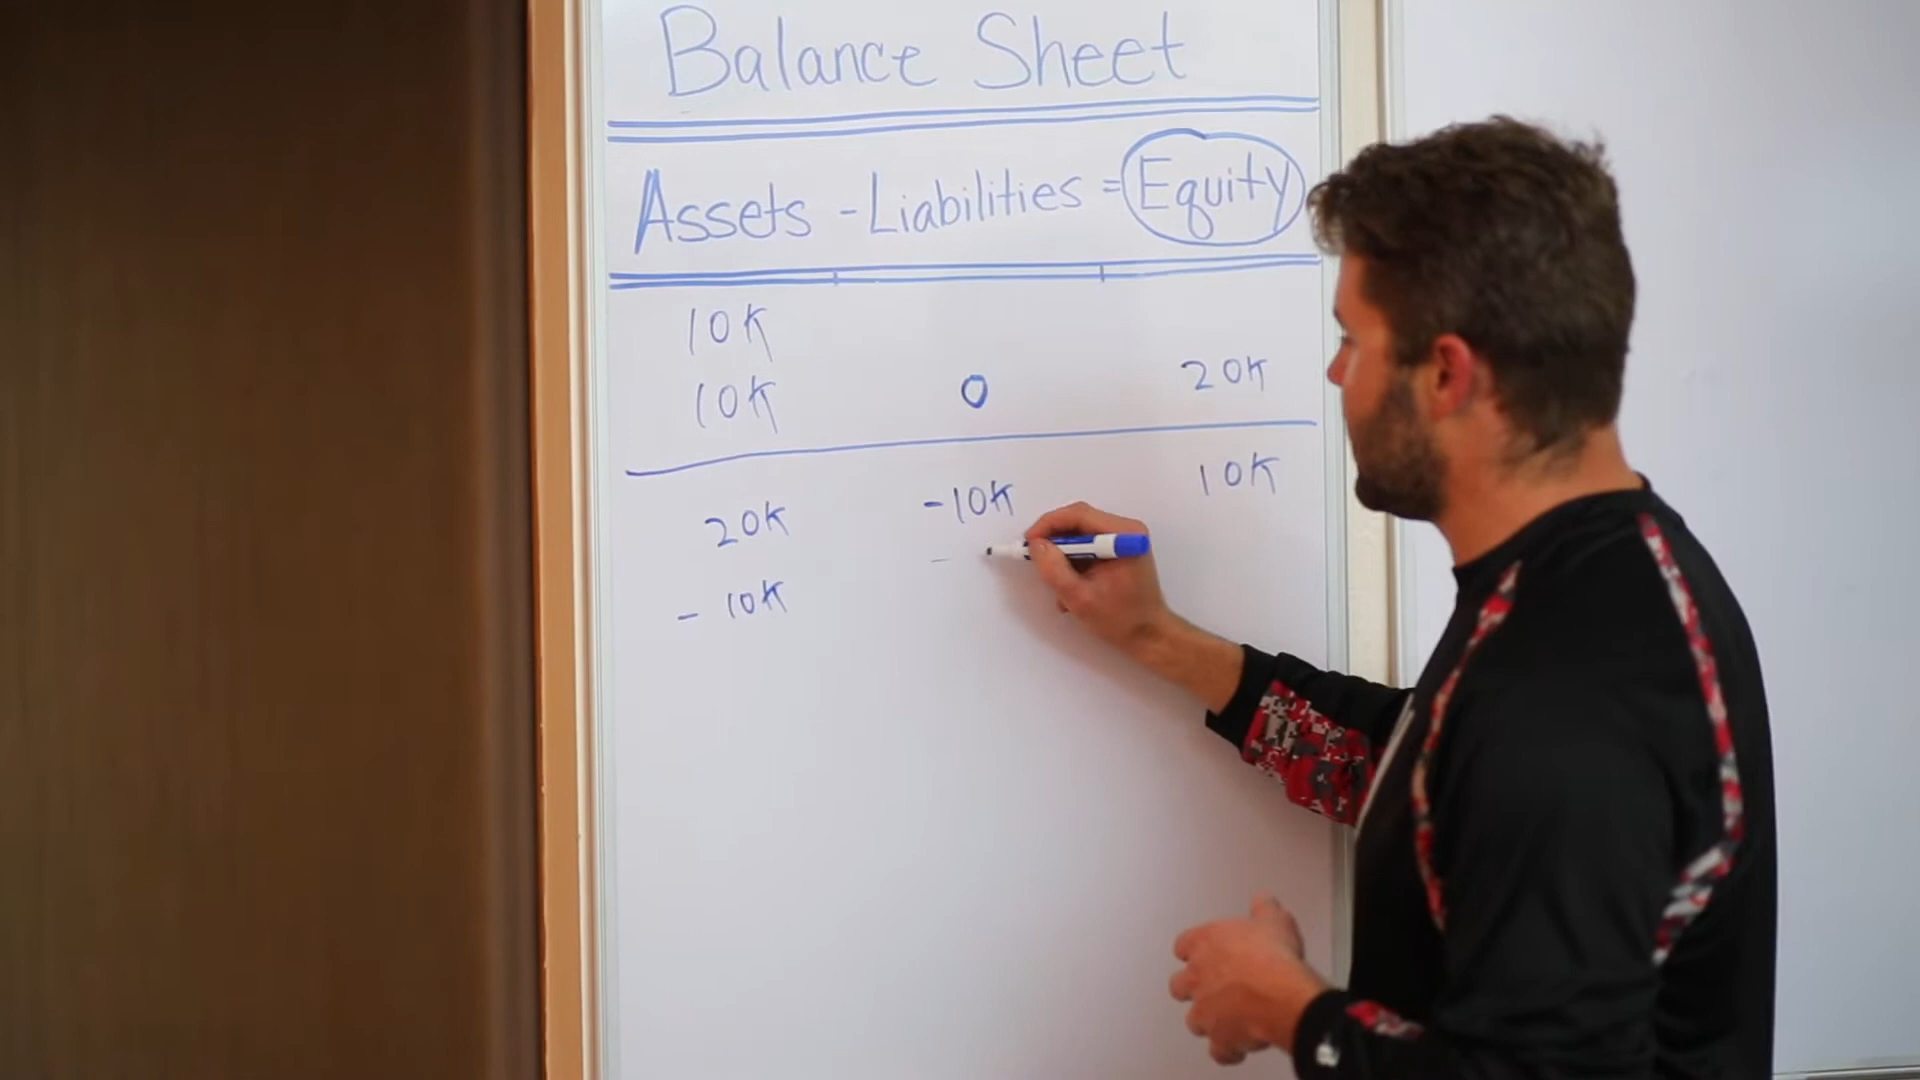 Balance Sheet
Assets - Liabilities = Equity
10K
10K 0 20K
20K -10K 10K
- 10K -